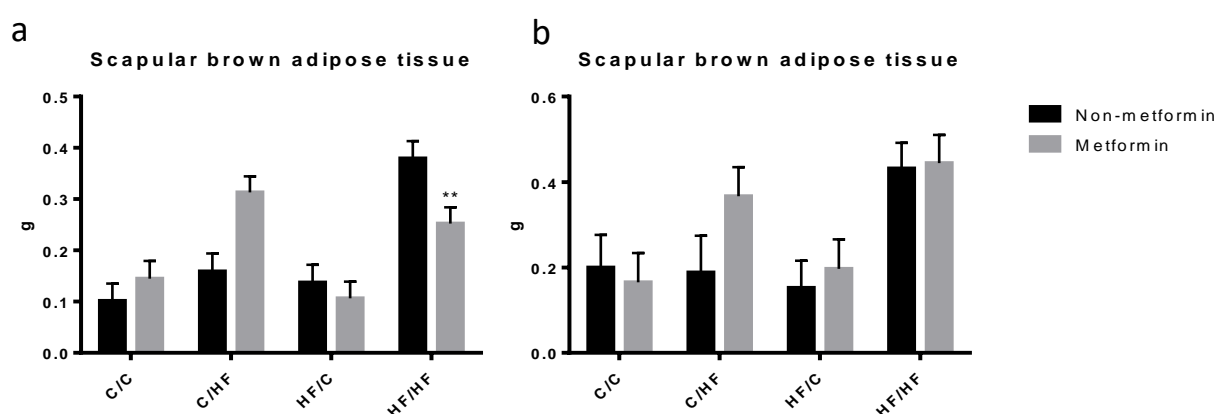 a
Scapular brown adipose tissue
0.5
0.4
0.3
0.2
0.1
0.0
g
**
C/C
C/HF
HF/C
HF/HF
b
Scapular brown adipose tissue
0.6
0.4
0.2
0.0
g
C/C
C/HF
HF/C
HF/HF
Non-metformin
Metformin